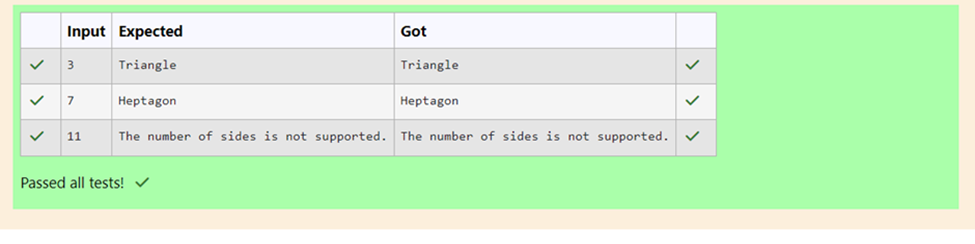 Input Expected Got
3 Triangle Triangle
7 Heptagon Heptagon
11 The number of sides is not supported. The number of sides is not supported.
Passed all tests!